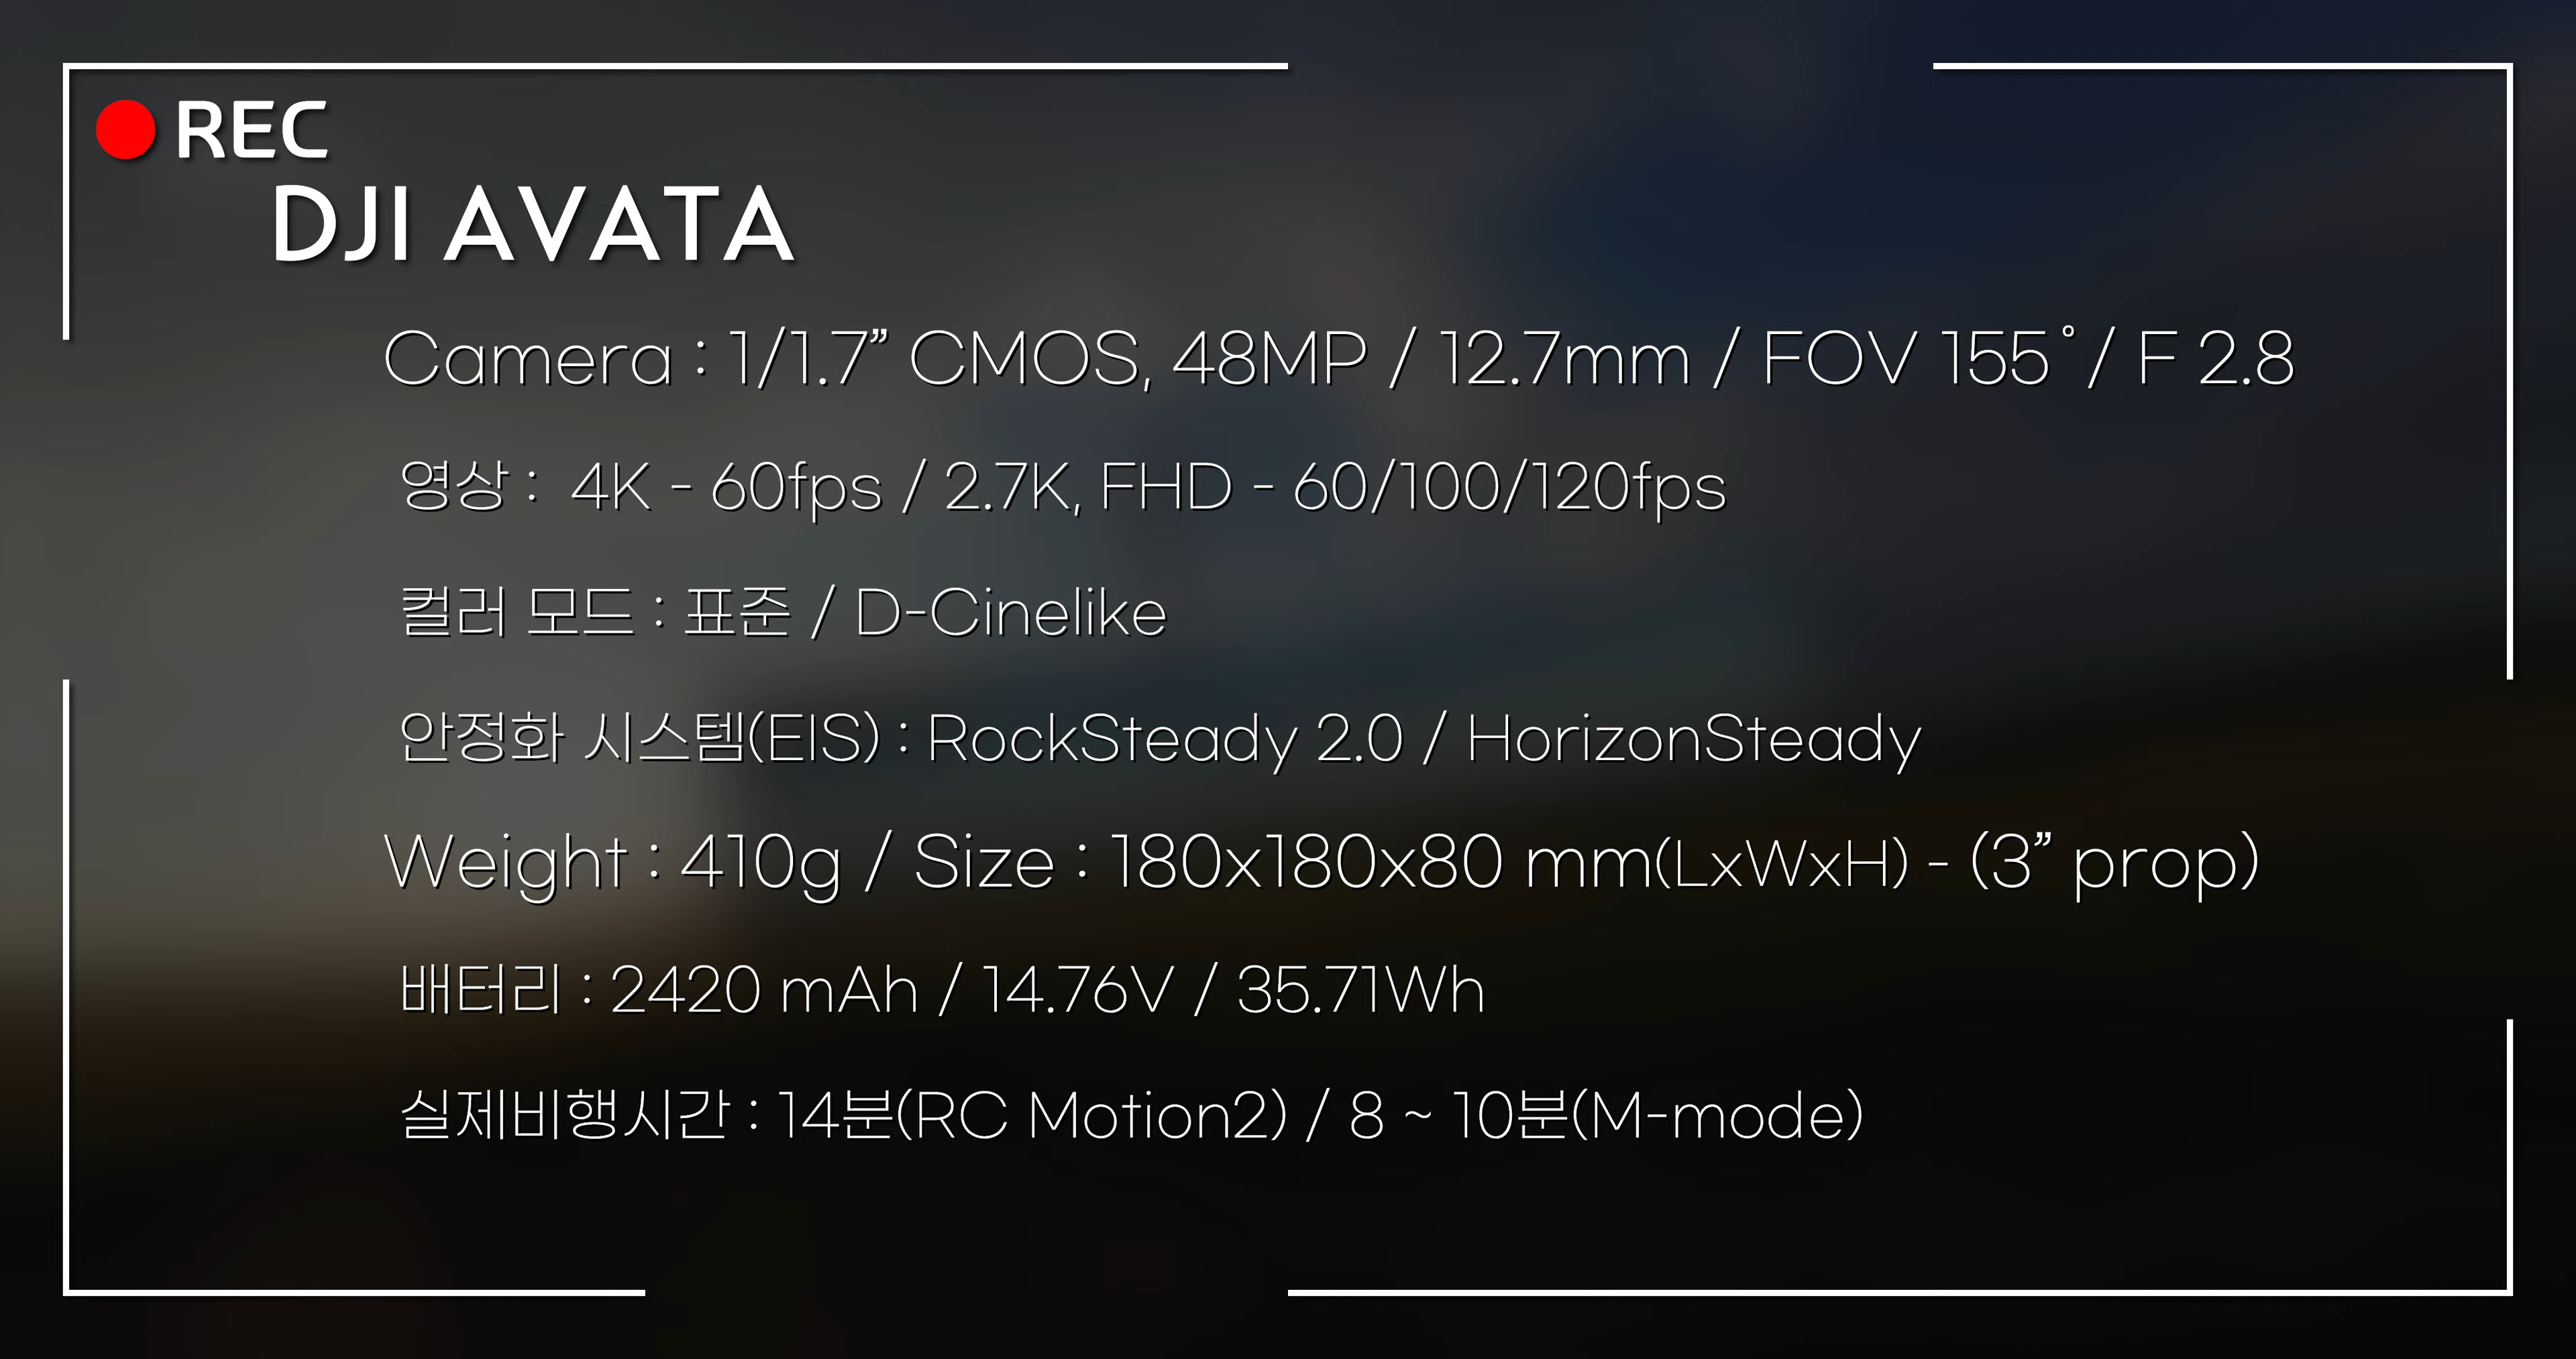 REC
DJI AVATA
Camera : 1/1.7” CMOS, 48MP / 12.7mm / FOV 155˚/ F 2.8
영상 : 4K - 60fps / 2.7K, FHD - 60/100/120fps
컬러 모드 : 표준 / D-Cinelike
안정화 시스템(EIS) : RockSteady 2.0 / HorizonSteady
Weight : 410g / Size : 180x180x80 mm(LxWxH) - (3” prop)
배터리 : 2420 mAh / 14.76V / 35.71Wh
실제비행시간 : 14분(RC Motion2) / 8 ~ 10분(M-mode)